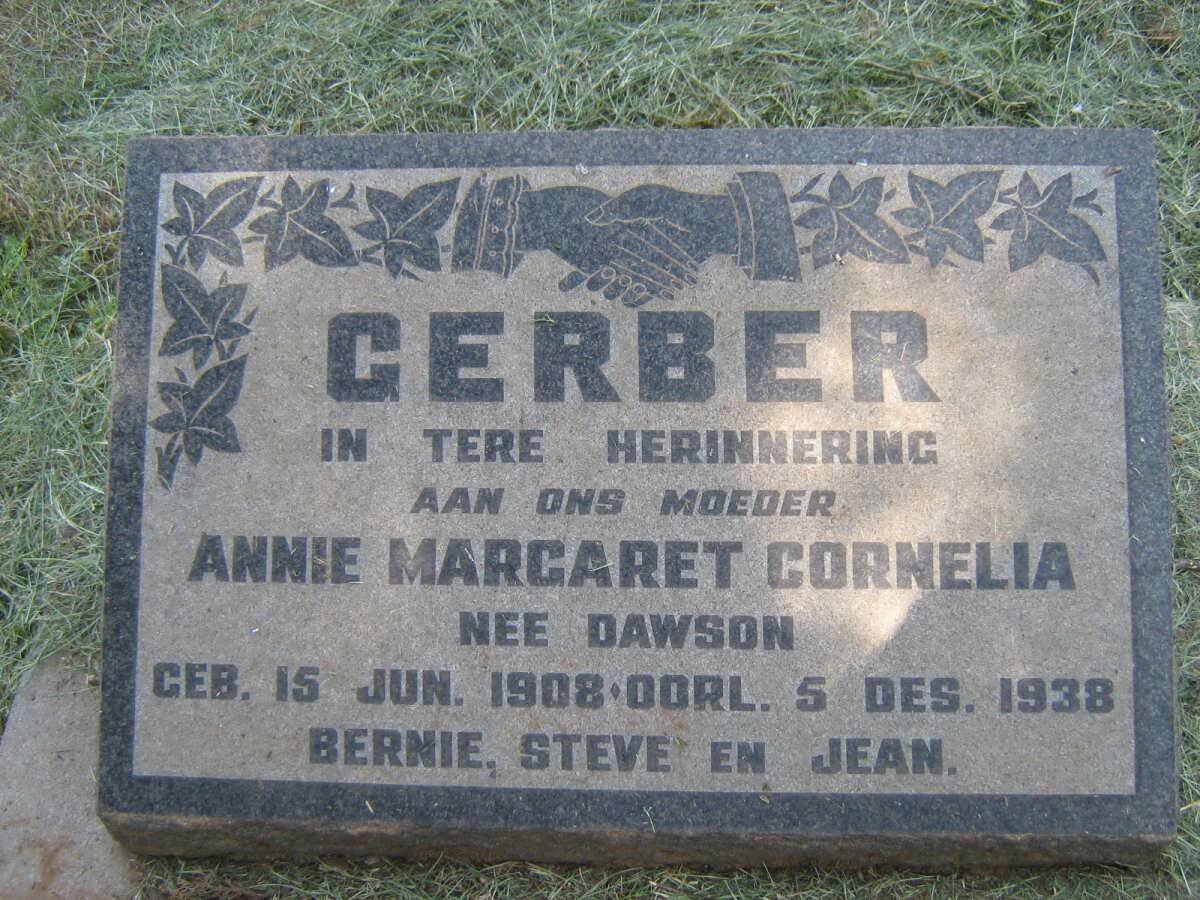 GERBER
IN TERE HERINNERING
AAN ONS MOEDER
ANNIE MARGARET CORNELIA
NEE DAWSON
GEB. 15 JUN. 1908 ♦ OORL. 5 DES. 1938
BERNIE, STEVE EN JEAN.